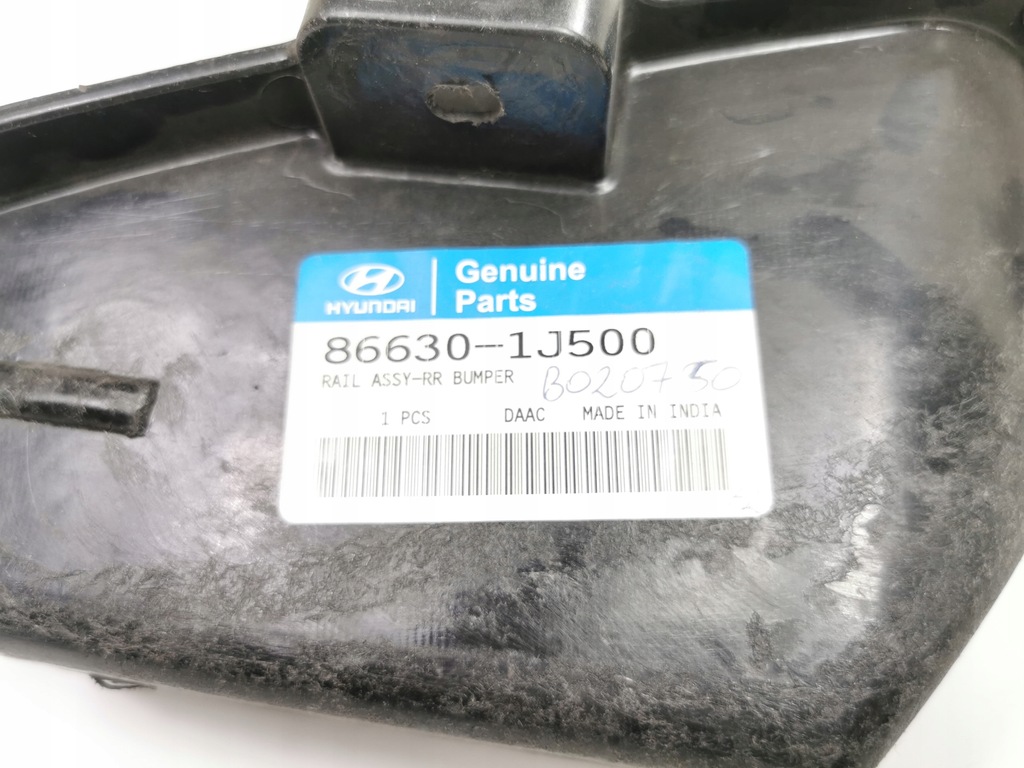 HYUNDAI
Genuine
Parts
86630-1J500
RAIL ASSY-RR BUMPER
B020750
1 PCS DAAC MADE IN INDIA